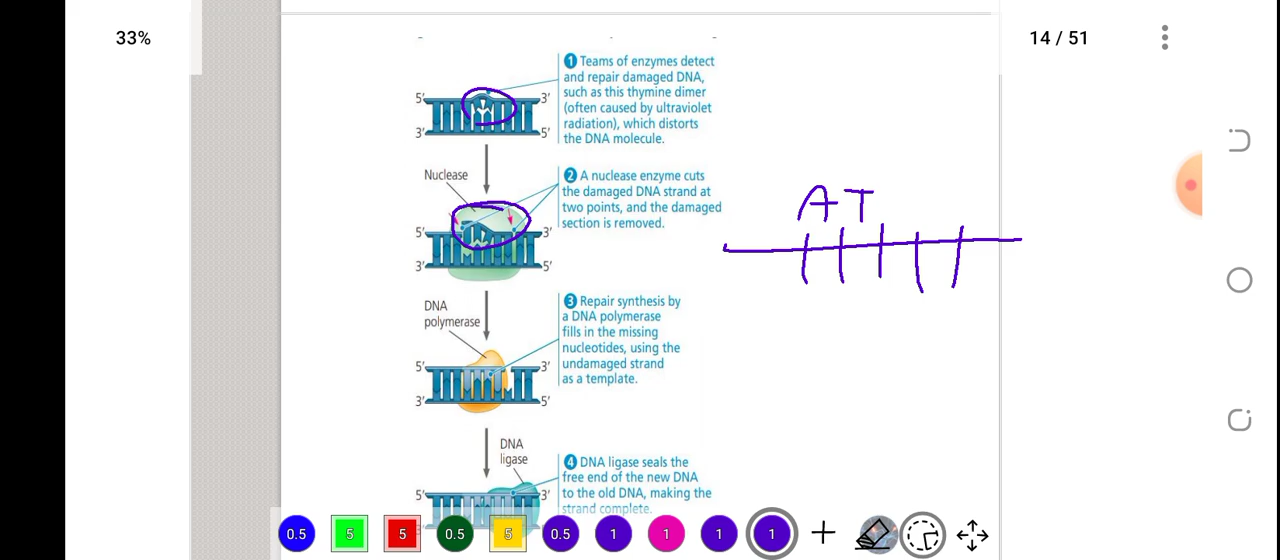 33%
14 / 51
1 Teams of enzymes detect
and repair damaged DNA,
such as this thymine dimer
(often caused by ultraviolet
radiation), which distorts
the DNA molecule.
5′
3′
3′
5′
Nuclease
2 A nuclease enzyme cuts
the damaged DNA strand at
two points, and the damaged
section is removed.
5′
3′
3′
5′
A T
DNA
polymerase
3 Repair synthesis by
a DNA polymerase
fills in the missing
nucleotides, using the
undamaged strand
as a template.
5′
3′
3′
5′
DNA
ligase
4 DNA ligase seals the
free end of the new DNA
to the old DNA, making the
strand complete.
5′
3′
0.5
5
5
0.5
5
0.5
1
1
1
1